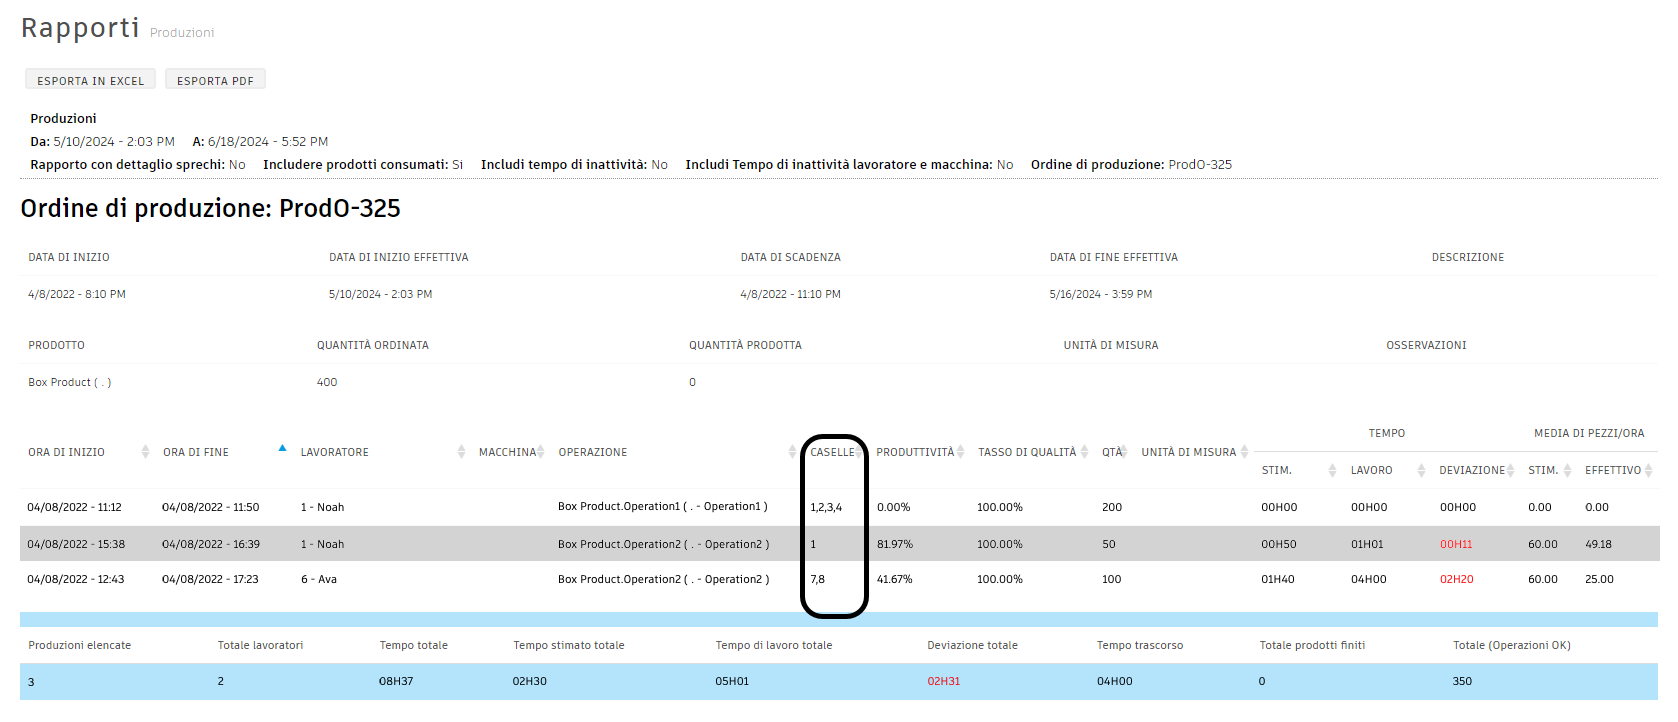 Rapporti Produzioni
ESPORTA IN EXCEL ESPORTA PDF
Produzioni
Da: 5/10/2024 - 2:03 PM A: 6/18/2024 - 5:52 PM
Rapporto con dettaglio sprechi: No Includere prodotti consumati: Sì Includi tempo di inattività: No Includi Tempo di inattività lavoratore e macchina: No Ordine di produzione: ProdO-325
Ordine di produzione: ProdO-325
DATA DI INIZIO DATA DI INIZIO EFFETTIVA DATA DI SCADENZA DATA DI FINE EFFETTIVA DESCRIZIONE
4/8/2022 - 8:10 PM 5/10/2024 - 2:03 PM 4/8/2022 - 11:10 PM 5/16/2024 - 3:59 PM
PRODOTTO QUANTITÀ ORDINATA QUANTITÀ PRODOTTA UNITÀ DI MISURA OSSERVAZIONI
Box Product ( . ) 400 0
TEMPO MEDIA DI PEZZI/ORA
ORA DI INIZIO ORA DI FINE LAVORATORE MACCHINA OPERAZIONE CASELLE PRODUTTIVITÀ TASSO DI QUALITÀ QTÀ UNITÀ DI MISURA
STIM. LAVORO DEVIAZIONE STIM. EFFETTIVO
04/08/2022 - 11:12 04/08/2022 - 11:50 1 - Noah Box Product.Operation1 ( . - Operation1 ) 1,2,3,4 0.00% 100.00% 200 00H00 00H00 00H00 0.00 0.00
04/08/2022 - 15:38 04/08/2022 - 16:39 1 - Noah Box Product.Operation2 ( . - Operation2 ) 1 81.97% 100.00% 50 00H50 01H01 00H11 60.00 49.18
04/08/2022 - 12:43 04/08/2022 - 17:23 6 - Ava Box Product.Operation2 ( . - Operation2 ) 7,8 41.67% 100.00% 100 01H40 04H00 02H20 60.00 25.00
Produzioni elencate Totale lavoratori Tempo totale Tempo stimato totale Tempo di lavoro totale Deviazione totale Tempo trascorso Totale prodotti finiti Totale (Operazioni OK)
3 2 08H37 02H30 05H01 02H31 04H00 0 350